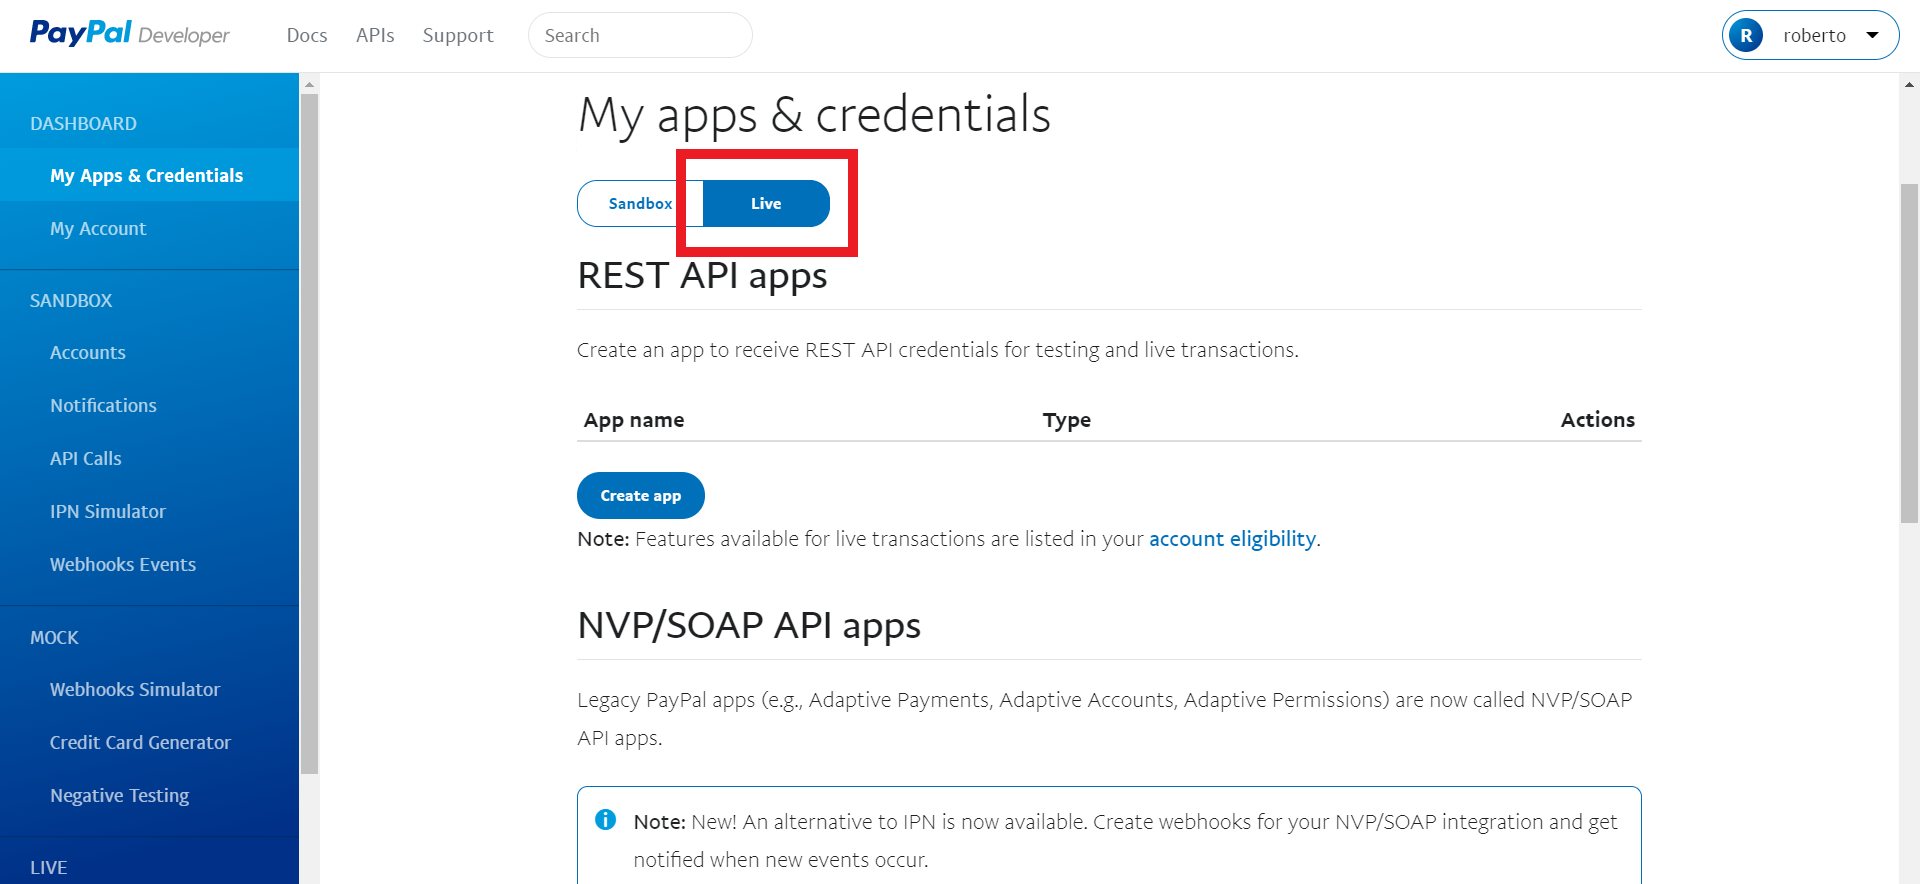 PayPal Developer
Docs APIs Support Search
R roberto
DASHBOARD
My Apps & Credentials
My Account
SANDBOX
Accounts
Notifications
API Calls
IPN Simulator
Webhooks Events
MOCK
Webhooks Simulator
Credit Card Generator
Negative Testing
LIVE
My apps & credentials
Sandbox Live
REST API apps
Create an app to receive REST API credentials for testing and live transactions.
App name Type Actions
Create app
Note: Features available for live transactions are listed in your account eligibility.
NVP/SOAP API apps
Legacy PayPal apps (e.g., Adaptive Payments, Adaptive Accounts, Adaptive Permissions) are now called NVP/SOAP
API apps.
Note: New! An alternative to IPN is now available. Create webhooks for your NVP/SOAP integration and get
notified when new events occur.